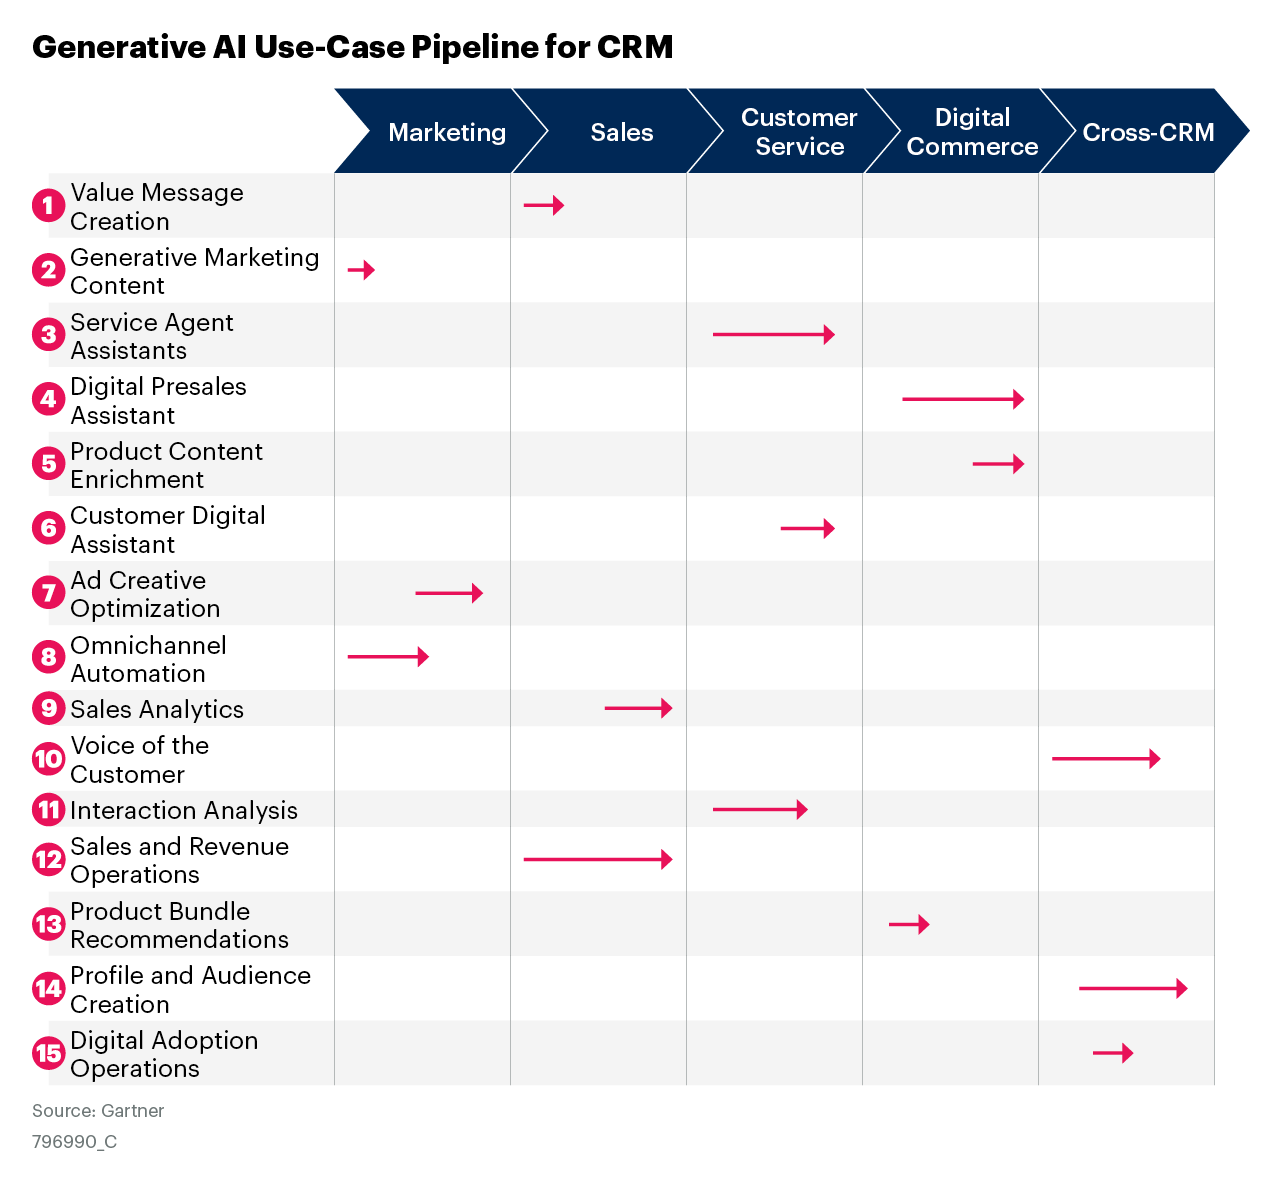 Generative AI Use-Case Pipeline for CRM
Marketing
Sales
Customer
Service
Digital
Commerce
Cross-CRM
1 Value Message
Creation
2 Generative Marketing
Content
3 Service Agent
Assistants
4 Digital Presales
Assistant
5 Product Content
Enrichment
6 Customer Digital
Assistant
7 Ad Creative
Optimization
8 Omnichannel
Automation
9 Sales Analytics
10 Voice of the
Customer
11 Interaction Analysis
12 Sales and Revenue
Operations
13 Product Bundle
Recommendations
14 Profile and Audience
Creation
15 Digital Adoption
Operations
Source: Gartner
796990_C